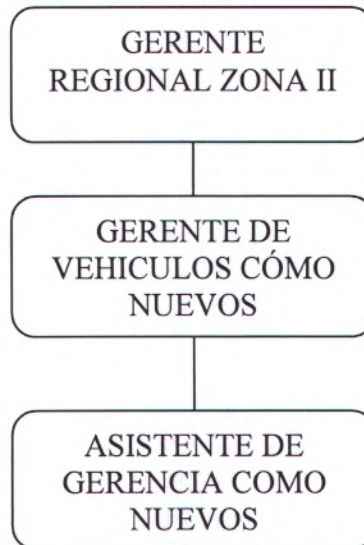 GERENTE
REGIONAL ZONA II
GERENTE DE
VEHICULOS CÓMO
NUEVOS
ASISTENTE DE
GERENCIA COMO
NUEVOS